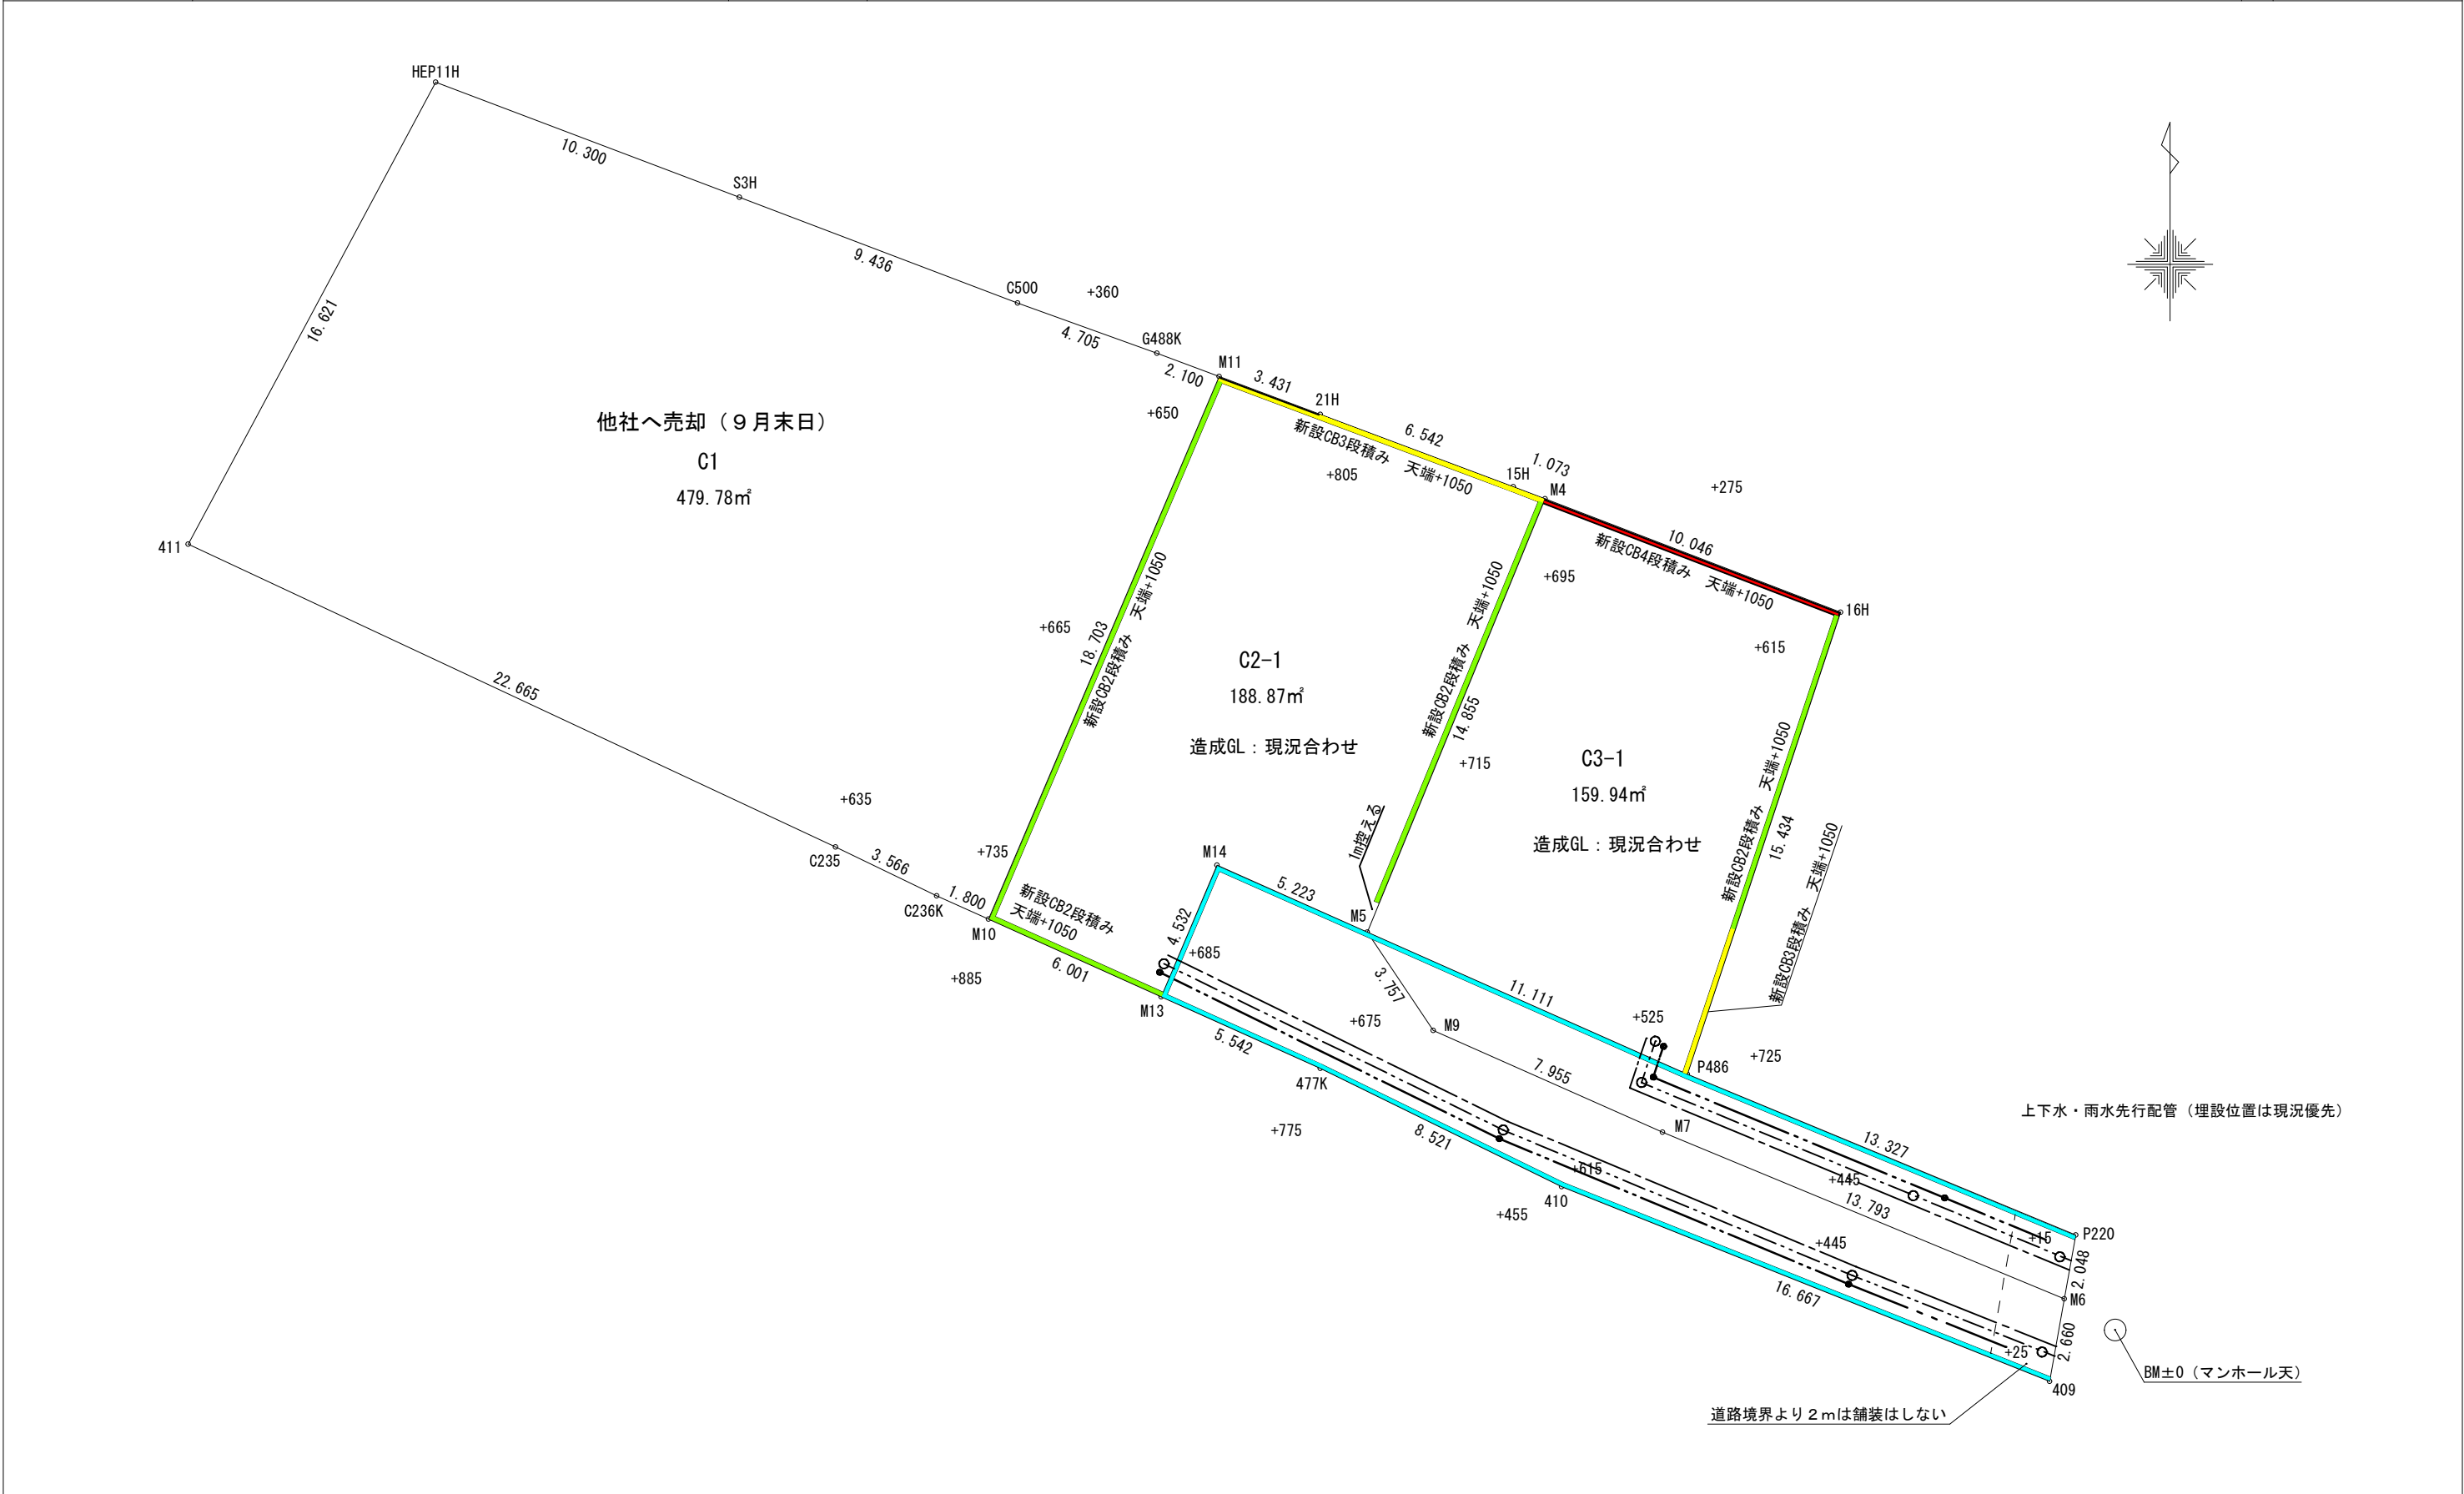 HEP11H
10.300
S3H
9.436
C500
+360
4.705
G488K
2.100
M11
3.431
21H
6.542
新設CB3段積み　天端+1050
15H
1.073
M4
+275
10.046
新設CB4段積み　天端+1050
16H
16.621
他社へ売却（９月末日）
C1
479.78㎡
+650
+805
+695
+615
411
22.665
+665
18.703
新設CB2段積み　天端+1050
C2-1
188.87㎡
造成GL：現況合わせ
新設CB2段積み　天端+1050
14.855
+715
C3-1
159.94㎡
造成GL：現況合わせ
新設CB2段積み　天端+1050
15.434
新設CB3段積み　天端+1050
1m控える
+635
C235
3.566
C236K
1.800
+735
M10
新設CB2段積み
天端+1050
6.001
+885
M14
4.532
5.223
M5
+685
M13
3.757
11.111
M9
+675
5.542
477K
+525
P486
+725
7.955
M7
+775
8.521
上下水・雨水先行配管（埋設位置は現況優先）
13.327
+615
+445
13.793
410
+455
+445
+15
P220
2.048
16.667
M6
2.660
+25
409
BM±0（マンホール天）
道路境界より２ｍは舗装はしない